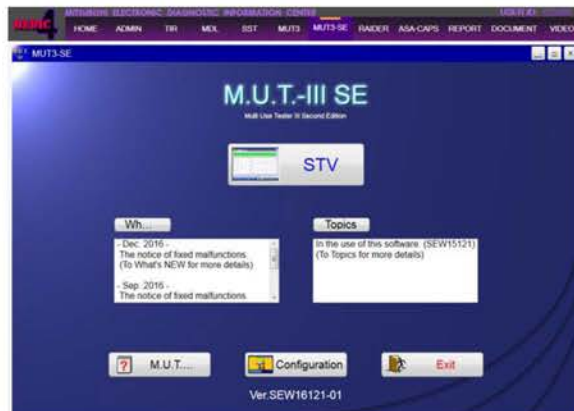 MITSUBISHI ELECTRONIC DIAGNOSTIC INFORMATION CENTER
MEDIC 4
HOME ADMIN TIR MDL SST MUT3 MUT3-SE RAIDER ASA-CAPS REPORT DOCUMENT VIDEO
MUT3-SE
M.U.T.-III SE
Multi Use Tester III Second Edition
STV
Wh...
Topics
- Dec. 2016 -
The notice of fixed malfunctions.
(To What's NEW for more details)
- Sep. 2016 -
The notice of fixed malfunctions.
In the use of this software. (SEW15121)
(To Topics for more details)
M.U.T....
Configuration
Exit
Ver.SEW16121-01